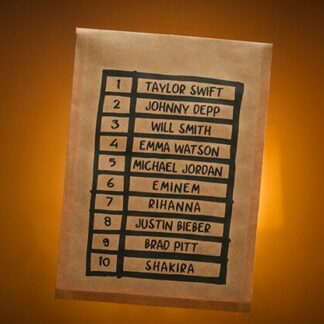 1 TAYLOR SWIFT
2 JOHNNY DEPP
3 WILL SMITH
4 EMMA WATSON
5 MICHAEL JORDAN
6 EMINEM
7 RIHANNA
8 JUSTIN BIEBER
9 BRAD PITT
10 SHAKIRA